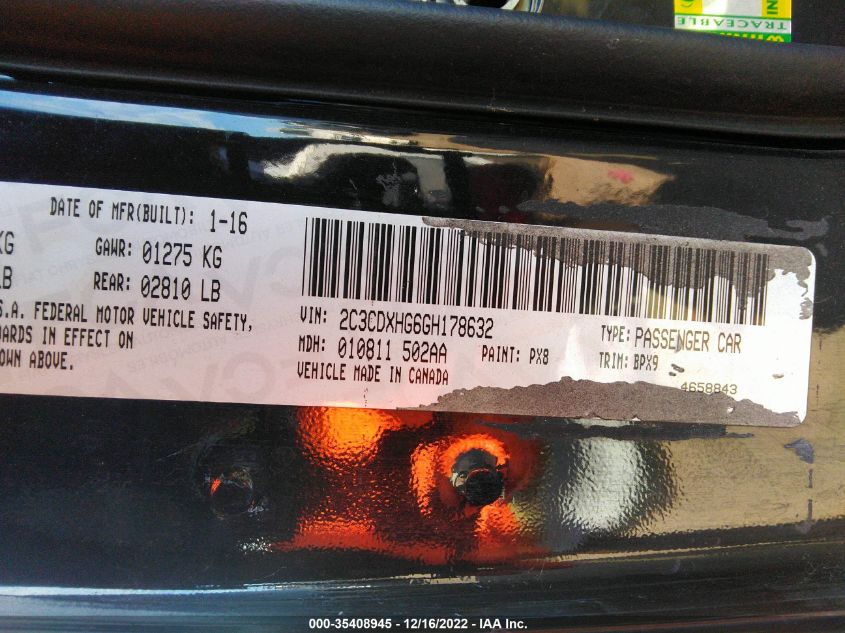 TRACEABLE
DATE OF MFR(BUILT): 1-16
KG GAWR: 01275 KG
LB REAR: 02810 LB
S.A. FEDERAL MOTOR VEHICLE SAFETY,
ARDS IN EFFECT ON
OWN ABOVE.
VIN: 2C3CDXHG6GH178632
TYPE: PASSENGER CAR
MDH: 010811 502AA PAINT: PX8 TRIM: BPX9
VEHICLE MADE IN CANADA
4658843
000-35408945 - 12/16/2022 - IAA Inc.